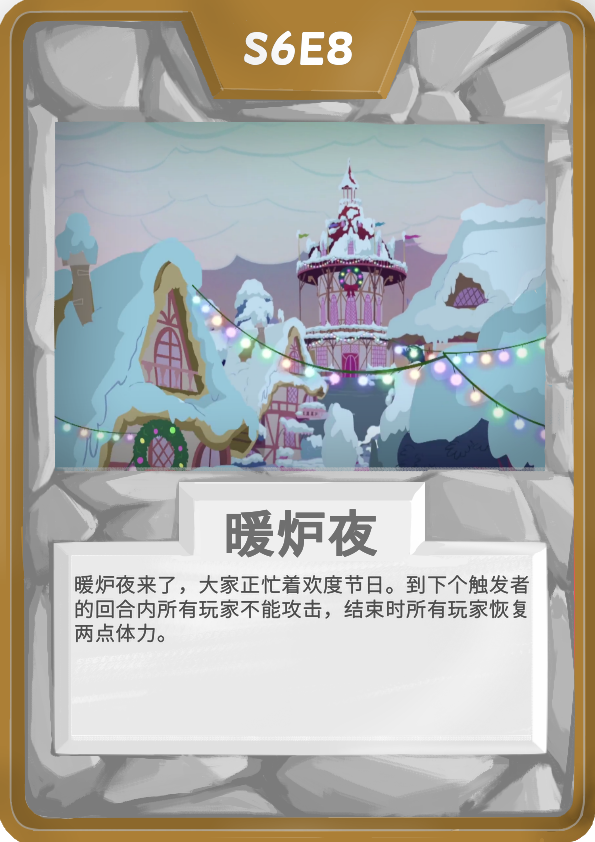 S6E8
暖炉夜
暖炉夜来了，大家正忙着欢度节日。到下个触发者
的回合内所有玩家不能攻击，结束时所有玩家恢复
两点体力。